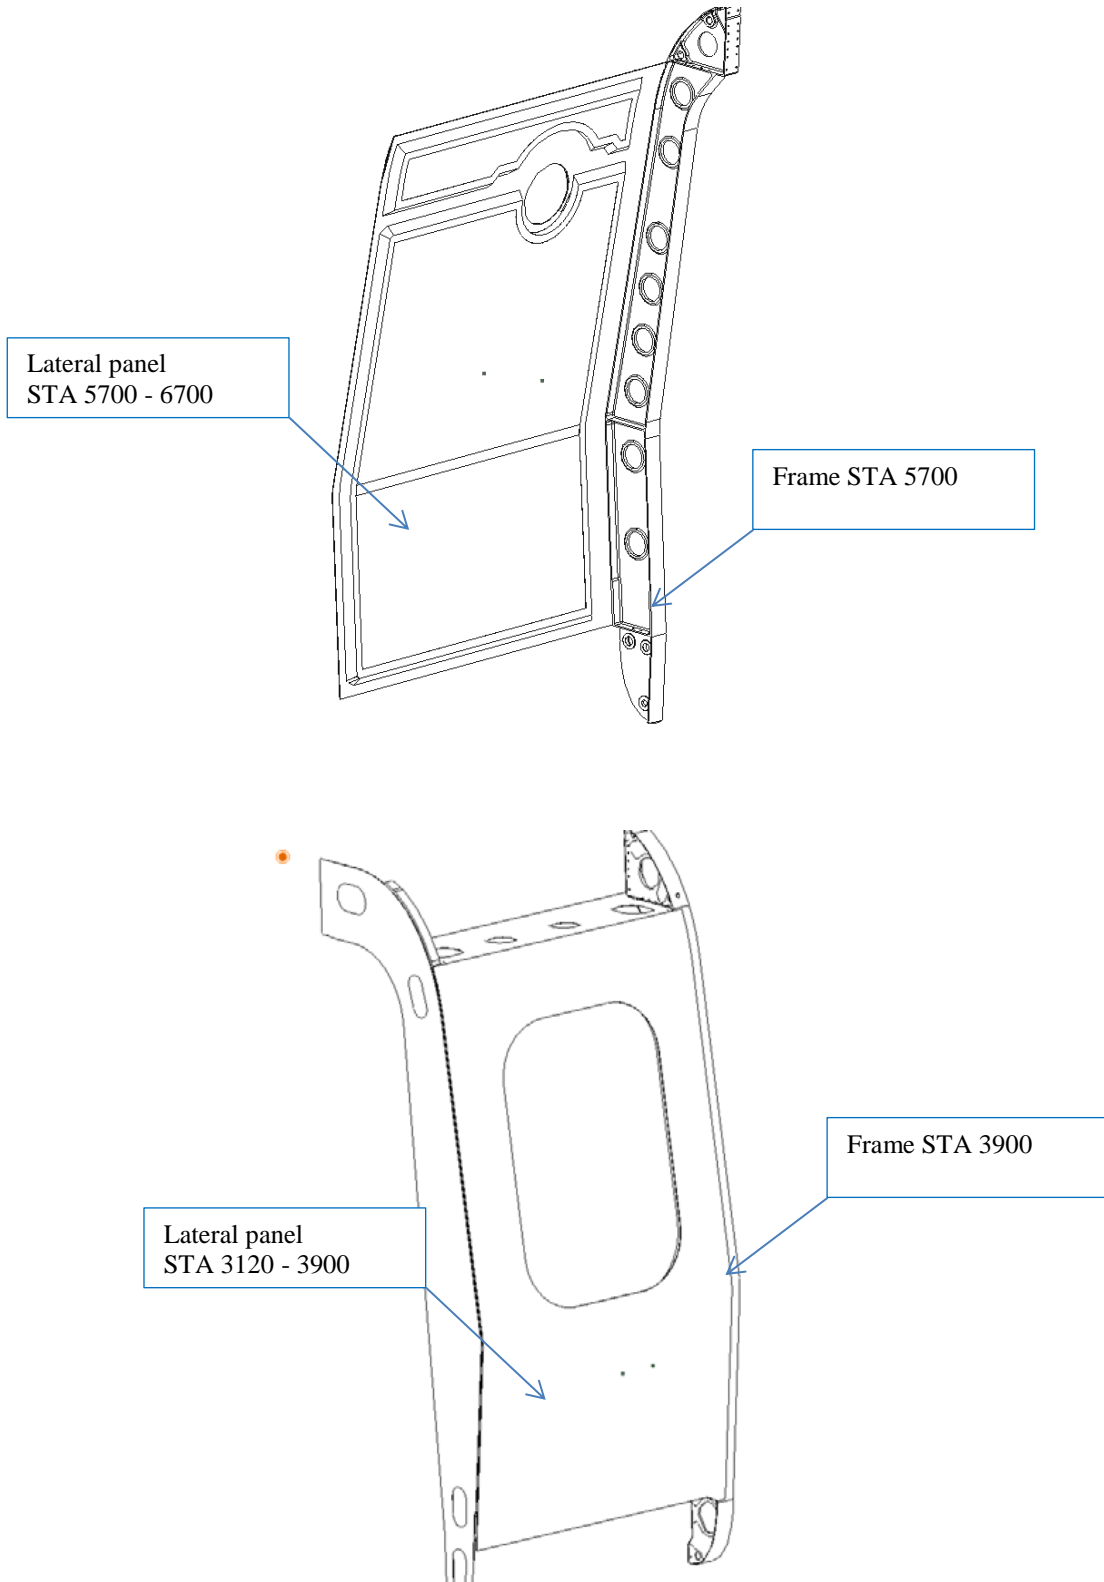 Lateral panel
STA 5700 - 6700
Frame STA 5700
Frame STA 3900
Lateral panel
STA 3120 - 3900